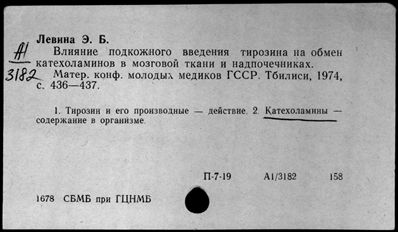 Левина Э. Б.
А1
3182
Влияние подкожного введения тирозина на обмен
катехоламинов в мозговой ткани и надпочечниках.
Матер. конф. молодых медиков ГССР. Тбилиси, 1974,
с. 436—437.
1. Тирозин и его производные — действие. 2. Катехоламины —
содержание в организме.
П-7-19 А1/3182 158
1678 СБМБ при ГЦНМБ